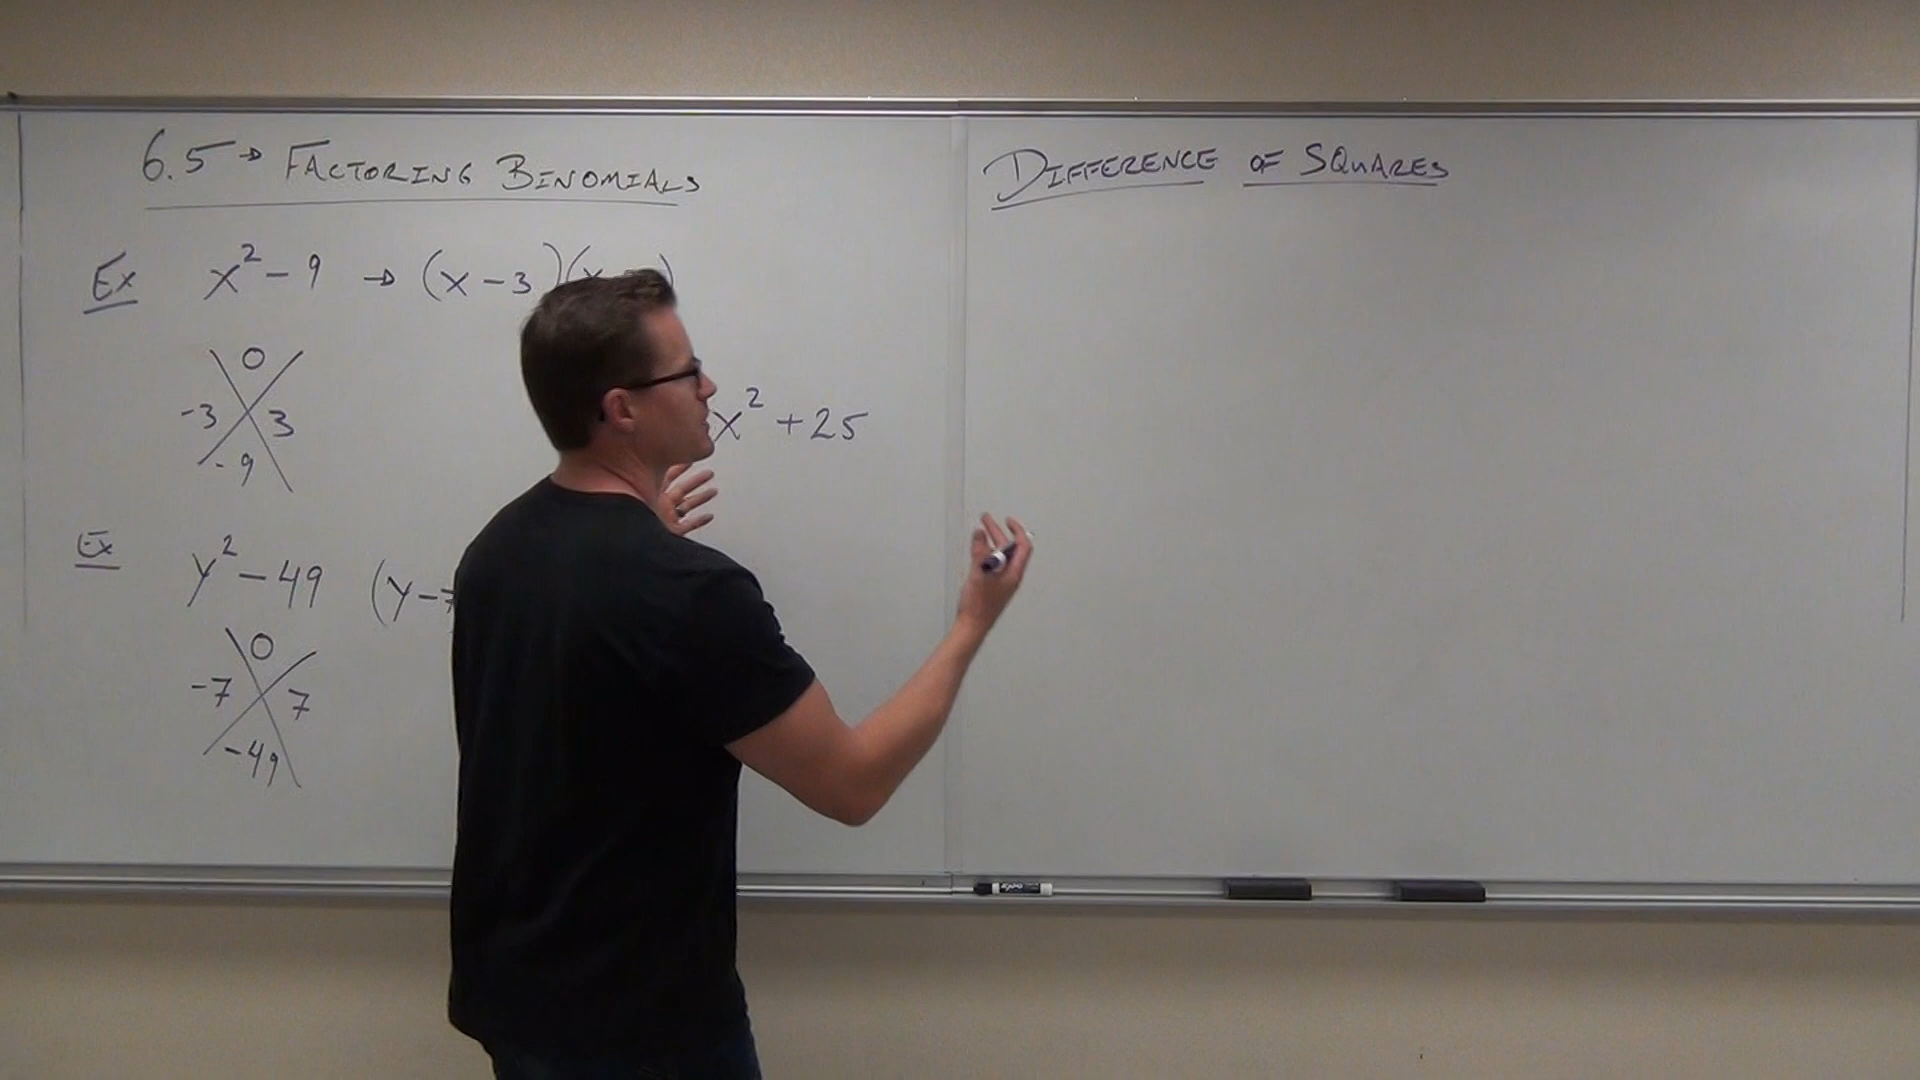 6.5 → FACTORING BINOMIALS
Ex x² - 9 → (x - 3)(x
0
-3 3
-9
x² + 25
Ex y² - 49 (y - 7
0
-7 7
-49
DIFFERENCE OF SQUARES